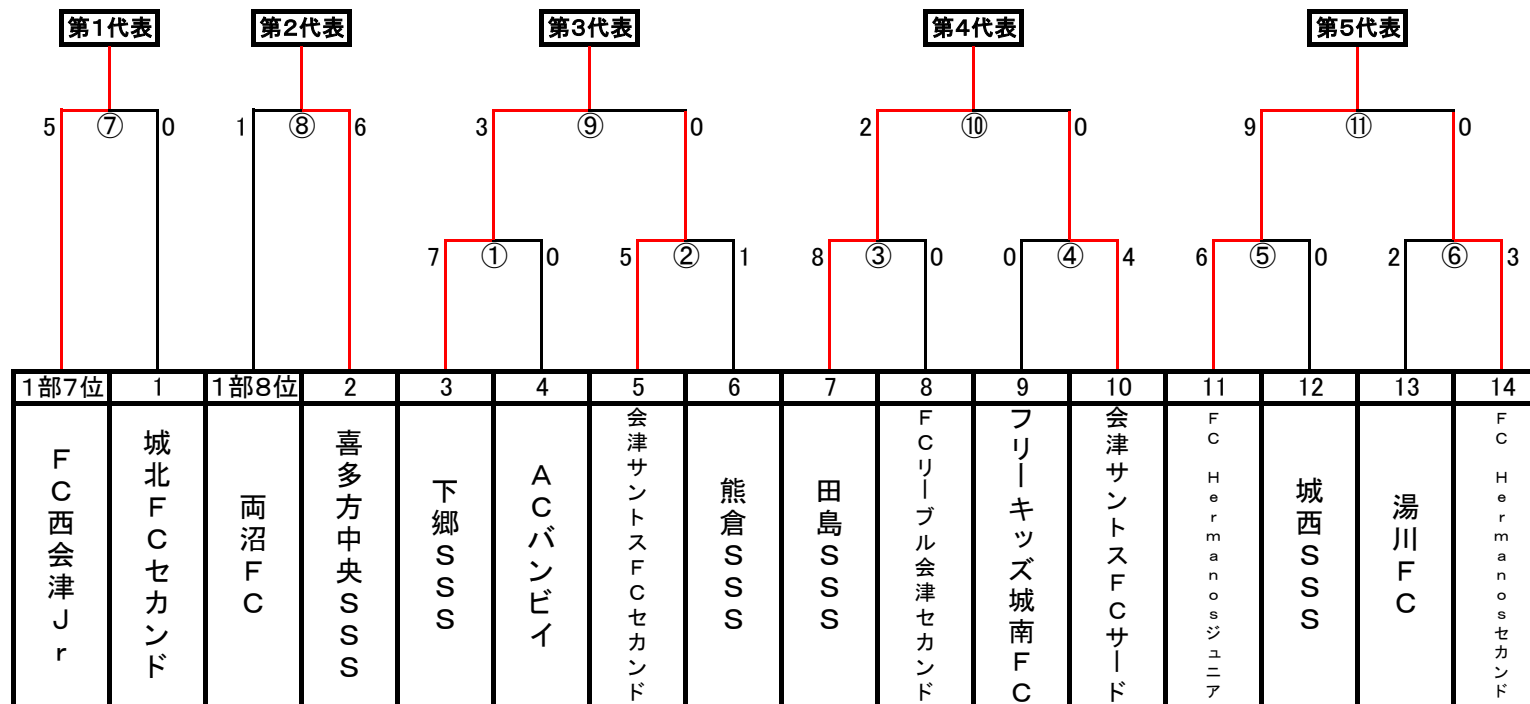 第1代表
第2代表
第3代表
第4代表
第5代表
5 ⑦ 0
1 ⑧ 6
3 ⑨ 0
2 ⑩ 0
9 ⑪ 0
7 ① 0
5 ② 1
8 ③ 0
0 ④ 4
6 ⑤ 0
2 ⑥ 3
1部7位 1 1部8位 2 3 4 5 6 7 8 9 10 11 12 13 14
FC西会津Jr
城北FCセカンド
両沼FC
喜多方中央SSS
下郷SSS
ACバンビイ
会津サントスFCセカンド
熊倉SSS
田島SSS
FCリーブル会津セカンド
フリーキッズ城南FC
会津サントスFCサード
FC Hermanosジュニア
城西SSS
湯川FC
FC Hermanosセカンド